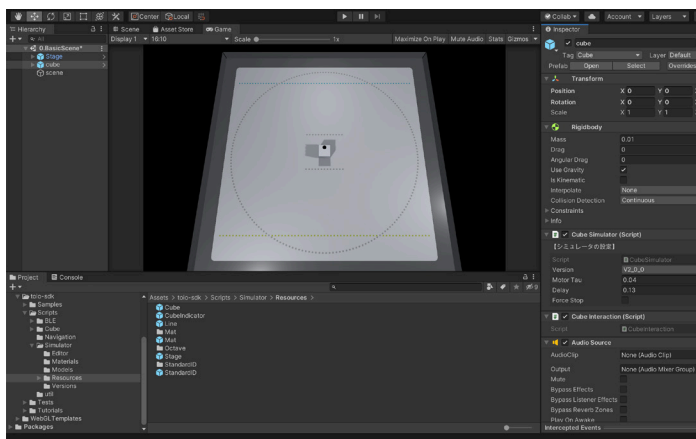 Center Local
Collab Account Layers
Hierarchy
All
0.BasicScene*
Stage
cube
scene
Scene Asset Store Game
Display 1 16:10 Scale 1x Maximize On Play Mute Audio Stats Gizmos
Inspector
cube
Tag Cube Layer Default
Prefab Open Select Overrides
Transform
Position X 0 Y 0
Rotation X 0 Y 0
Scale X 1 Y 1
Rigidbody
Mass 0.01
Drag 0
Angular Drag 0
Use Gravity
Is Kinematic
Interpolate None
Collision Detection Continuous
Constraints
Info
Cube Simulator (Script)
【シミュレータの設定】
Script CubeSimulator
Version V2_0_0
Motor Tau 0.04
Delay 0.13
Force Stop
Cube Interaction (Script)
Script CubeInteraction
Audio Source
AudioClip None (Audio Clip)
Output None (Audio Mixer Group)
Mute
Bypass Effects
Bypass Listener Effects
Bypass Reverb Zones
Play On Awake
Intercepted Events
Project Console
9
toio-sdk
Samples
Scripts
BLE
Cube
Navigation
Simulator
Editor
Materials
Models
Resources
Versions
util
Tests
Tutorials
WebGLTemplates
Packages
Assets > toio-sdk > Scripts > Simulator > Resources >
Cube
CubeIndicator
Line
Mat
Mat
Octave
Stage
StandardID
StandardID